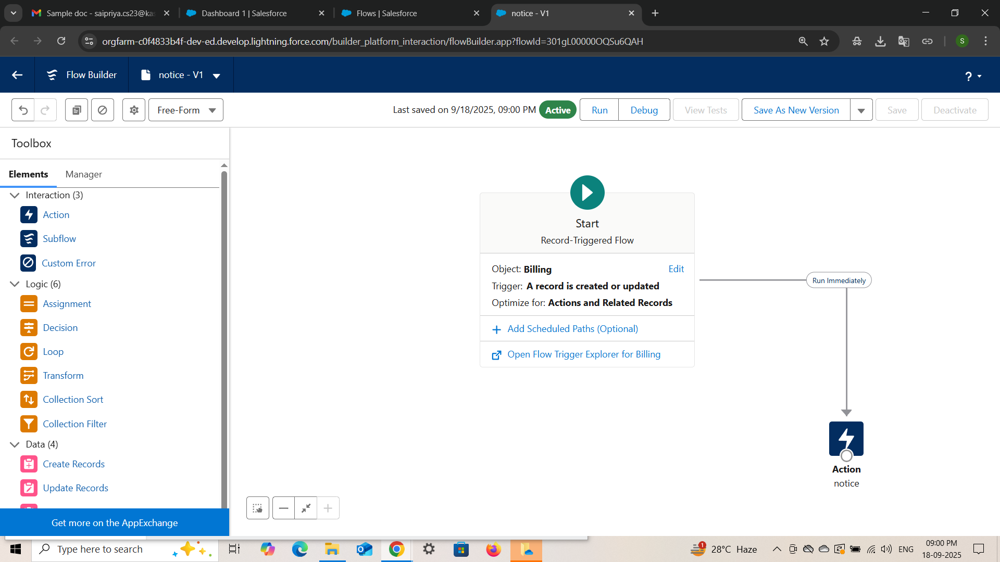 Sample doc - saipriya.cs23@kas
Dashboard 1 | Salesforce
Flows | Salesforce
notice - V1
orgfarm-c0f4833b4f-dev-ed.develop.lightning.force.com/builder_platform_interaction/flowBuilder.app?flowId=301gL00000OQSu6QAH
S
Flow Builder
notice - V1
?
Free-Form
Last saved on 9/18/2025, 09:00 PM
Active
Run
Debug
View Tests
Save As New Version
Save
Deactivate
Toolbox
Elements
Manager
Interaction (3)
Action
Subflow
Custom Error
Logic (6)
Assignment
Decision
Loop
Transform
Collection Sort
Collection Filter
Data (4)
Create Records
Update Records
Get more on the AppExchange
Start
Record-Triggered Flow
Object: Billing
Edit
Trigger: A record is created or updated
Optimize for: Actions and Related Records
Add Scheduled Paths (Optional)
Open Flow Trigger Explorer for Billing
Run Immediately
Action
notice
Type here to search
1
28°C Haze
ENG
09:00 PM
18-09-2025